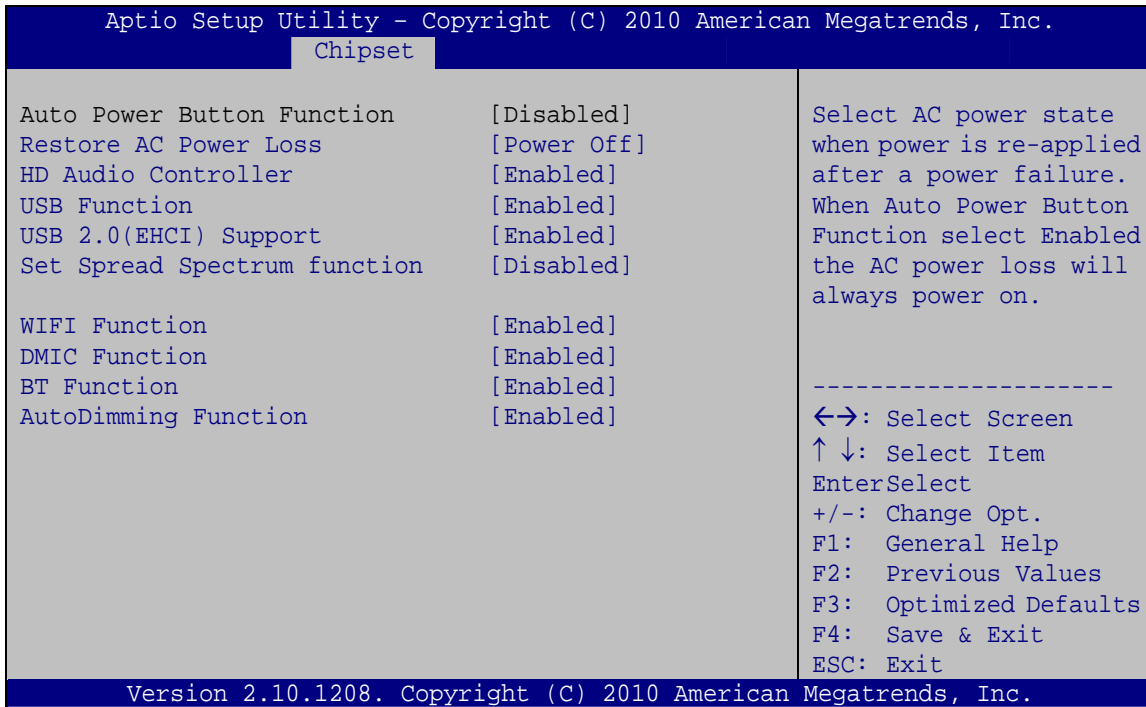 Aptio Setup Utility – Copyright (C) 2010 American Megatrends, Inc.
Chipset
Auto Power Button Function [Disabled]
Restore AC Power Loss [Power Off]
HD Audio Controller [Enabled]
USB Function [Enabled]
USB 2.0(EHCI) Support [Enabled]
Set Spread Spectrum function [Disabled]
WIFI Function [Enabled]
DMIC Function [Enabled]
BT Function [Enabled]
AutoDimming Function [Enabled]
Select AC power state
when power is re-applied
after a power failure.
When Auto Power Button
Function select Enabled
the AC power loss will
always power on.
---------------------
←→: Select Screen
↑ ↓: Select Item
EnterSelect
+/-: Change Opt.
F1: General Help
F2: Previous Values
F3: Optimized Defaults
F4: Save & Exit
ESC: Exit
Version 2.10.1208. Copyright (C) 2010 American Megatrends, Inc.